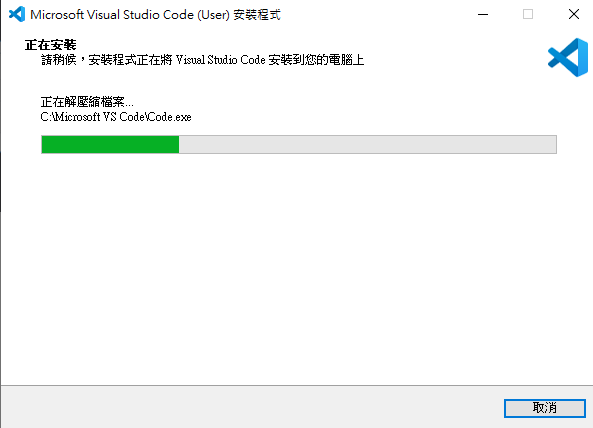 Microsoft Visual Studio Code (User) 安裝程式
正在安裝
請稍候，安裝程式正在將 Visual Studio Code 安裝到您的電腦上
正在解壓縮檔案...
C:\Microsoft VS Code\Code.exe
取消